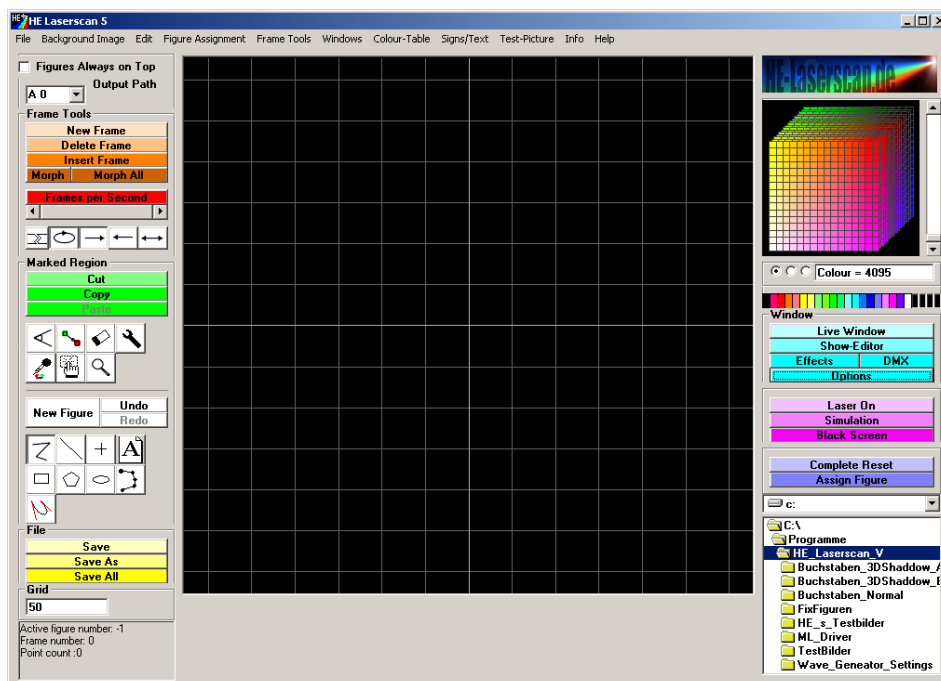 HE Laserscan 5
File Background Image Edit Figure Assignment Frame Tools Windows Colour-Table Signs/Text Test-Picture Info Help
Figures Always on Top
Output Path
A 0
Frame Tools
New Frame
Delete Frame
Insert Frame
Morph Morph All
Frames per Second
Marked Region
Cut
Copy
Paste
New Figure
Undo
Redo
A
File
Save
Save As
Save All
Grid
50
Active figure number: -1
Frame number: 0
Point count :0
HE-Laserscan.de
Colour = 4095
Window
Live Window
Show-Editor
Effects DMX
Options
Laser On
Simulation
Black Screen
Complete Reset
Assign Figure
c:
C:\
Programme
HE_Laserscan_V
Buchstaben_3DShaddow_A
Buchstaben_3DShaddow_E
Buchstaben_Normal
FixFiguren
HE_s_Testbilder
ML_Driver
TestBilder
Wave_Geneator_Settings